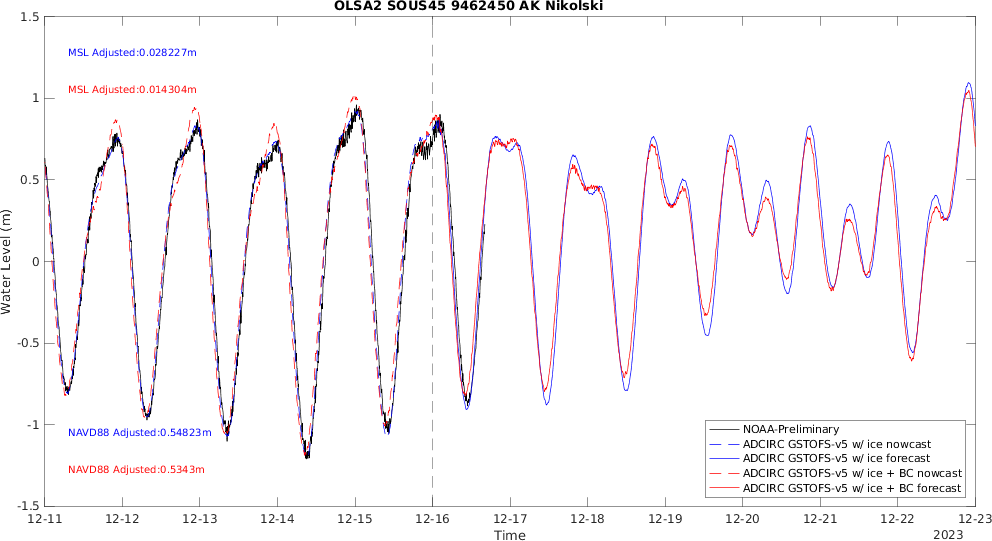 OLSA2 SOUS45 9462450 AK Nikolski
1.5
1
0.5
0
-0.5
-1
-1.5
Water Level (m)
MSL Adjusted:0.028227m
MSL Adjusted:0.014304m
NAVD88 Adjusted:0.54823m
NAVD88 Adjusted:0.5343m
NOAA-Preliminary
ADCIRC GSTOFS-v5 w/ ice nowcast
ADCIRC GSTOFS-v5 w/ ice forecast
ADCIRC GSTOFS-v5 w/ ice + BC nowcast
ADCIRC GSTOFS-v5 w/ ice + BC forecast
12-11 12-12 12-13 12-14 12-15 12-16 12-17 12-18 12-19 12-20 12-21 12-22 12-23
Time
2023